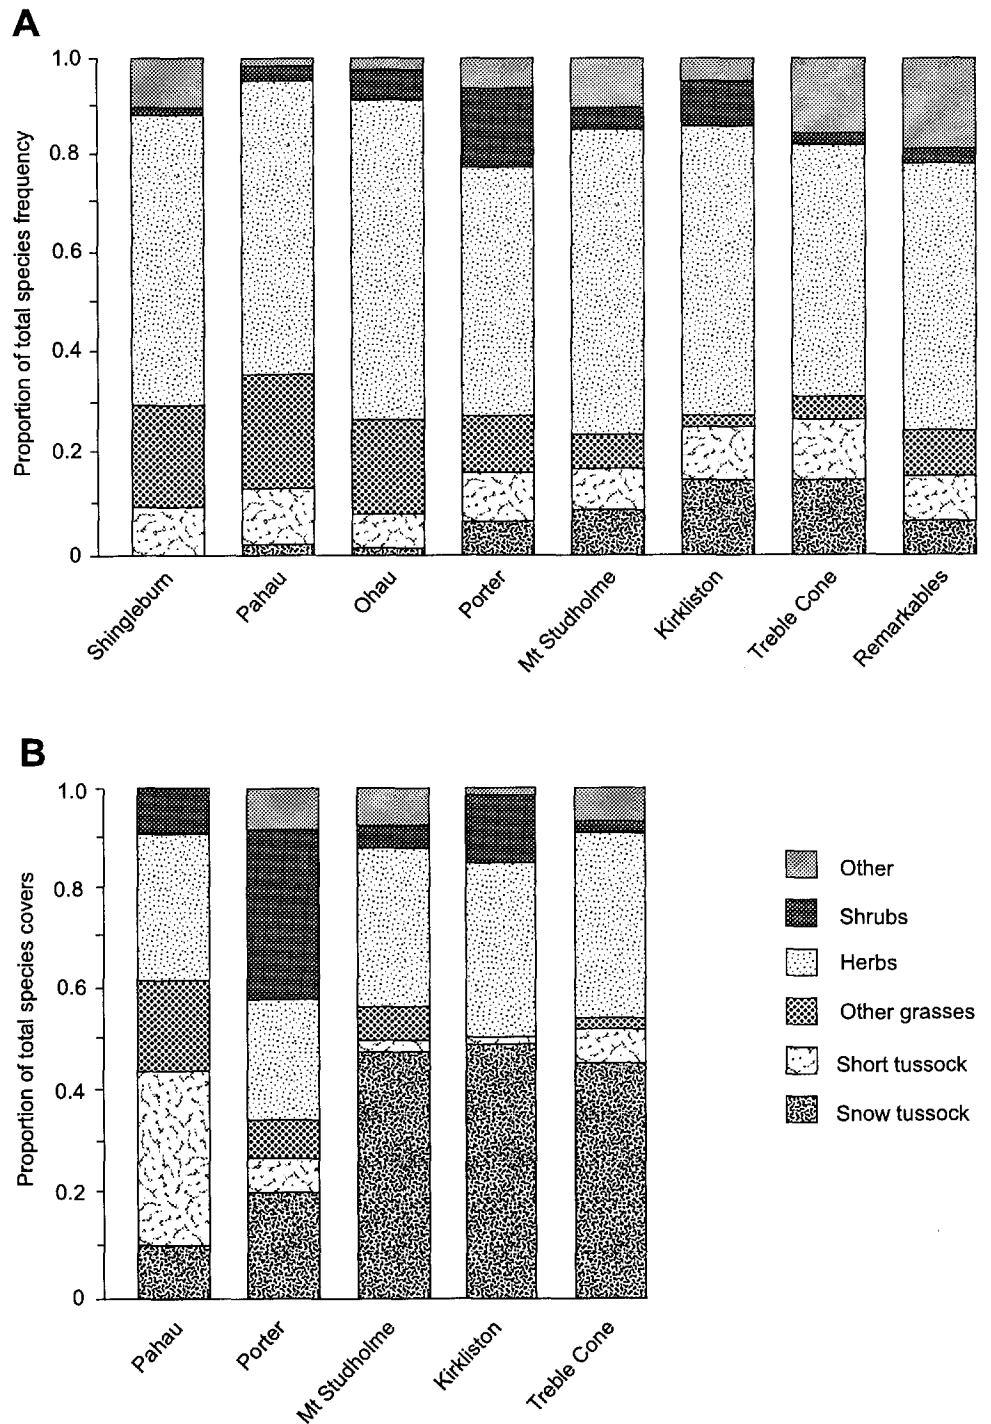 A
Proportion of total species frequency
1.0
0.8
0.6
0.4
0.2
0
Shingleburn
Pahau
Ohau
Porter
Mt Studholme
Kirkliston
Treble Cone
Remarkables
B
Proportion of total species covers
1.0
0.8
0.6
0.4
0.2
0
Pahau
Porter
Mt Studholme
Kirkliston
Treble Cone
Other
Shrubs
Herbs
Other grasses
Short tussock
Snow tussock